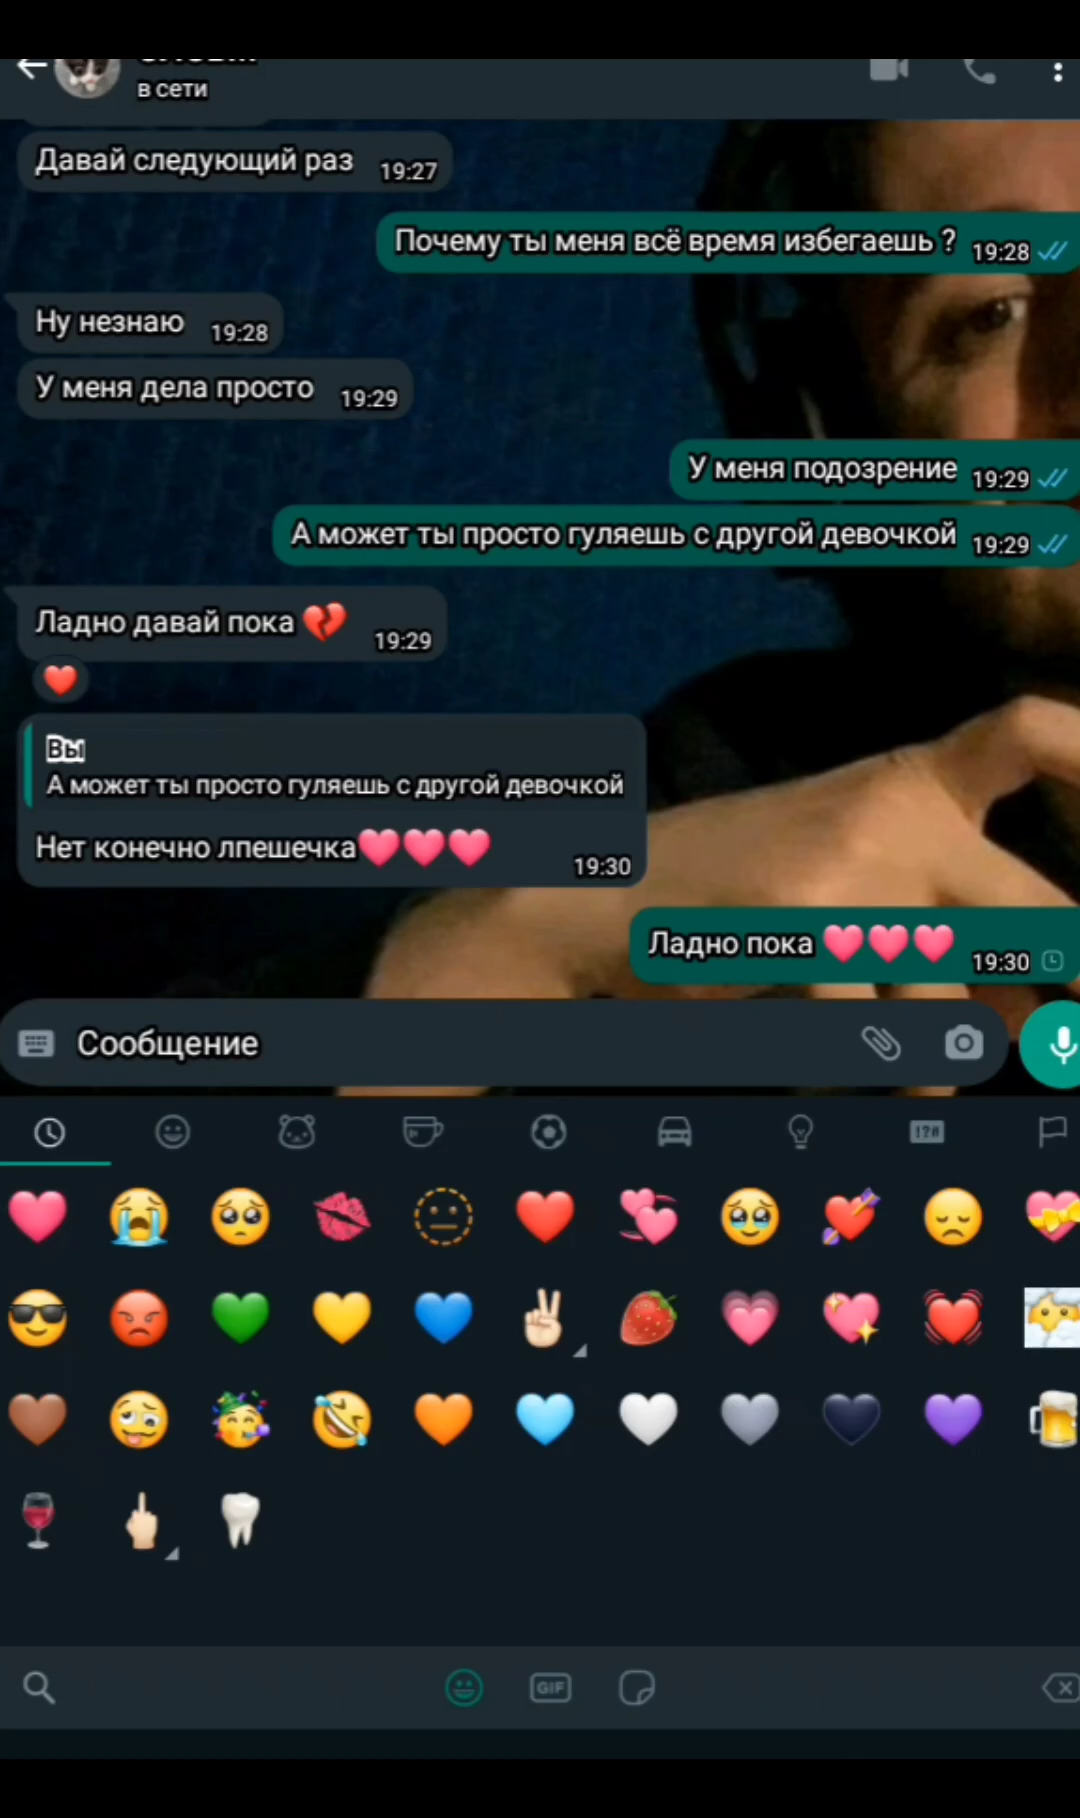 в сети
Давай следующий раз 19:27
Почему ты меня всё время избегаешь ? 19:28
Ну незнаю 19:28
У меня дела просто 19:29
У меня подозрение 19:29
А может ты просто гуляешь с другой девочкой 19:29
Ладно давай пока 💔 19:29
❤️
Вы
А может ты просто гуляешь с другой девочкой
Нет конечно лпешечка🩷🩷🩷 19:30
Ладно пока 🩷🩷🩷 19:30
Сообщение
!?#
GIF